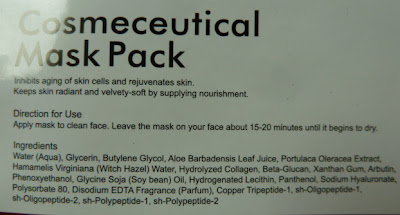 Cosmeceutical
Mask Pack
Inhibits aging of skin cells and rejuvenates skin.
Keeps skin radiant and velvety-soft by supplying nourishment.
Direction for Use
Apply mask to clean face. Leave the mask on your face about 15-20 minutes until it begins to dry.
Ingredients
Water (Aqua), Glycerin, Butylene Glycol, Aloe Barbadensis Leaf Juice, Portulaca Oleracea Extract,
Hamamelis Virginiana (Witch Hazel) Water, Hydrolyzed Collagen, Beta-Glucan, Xanthan Gum, Arbutin,
Phenoxyethanol, Glycine Soja (Soy bean) Oil, Hydrogenated Lecithin, Panthenol, Sodium Hyaluronate,
Polysorbate 80, Disodium EDTA Fragrance (Parfum), Copper Tripeptide-1, sh-Oligopeptide-1,
sh-Oligopeptide-2, sh-Polypeptide-1, sh-Polypeptide-2